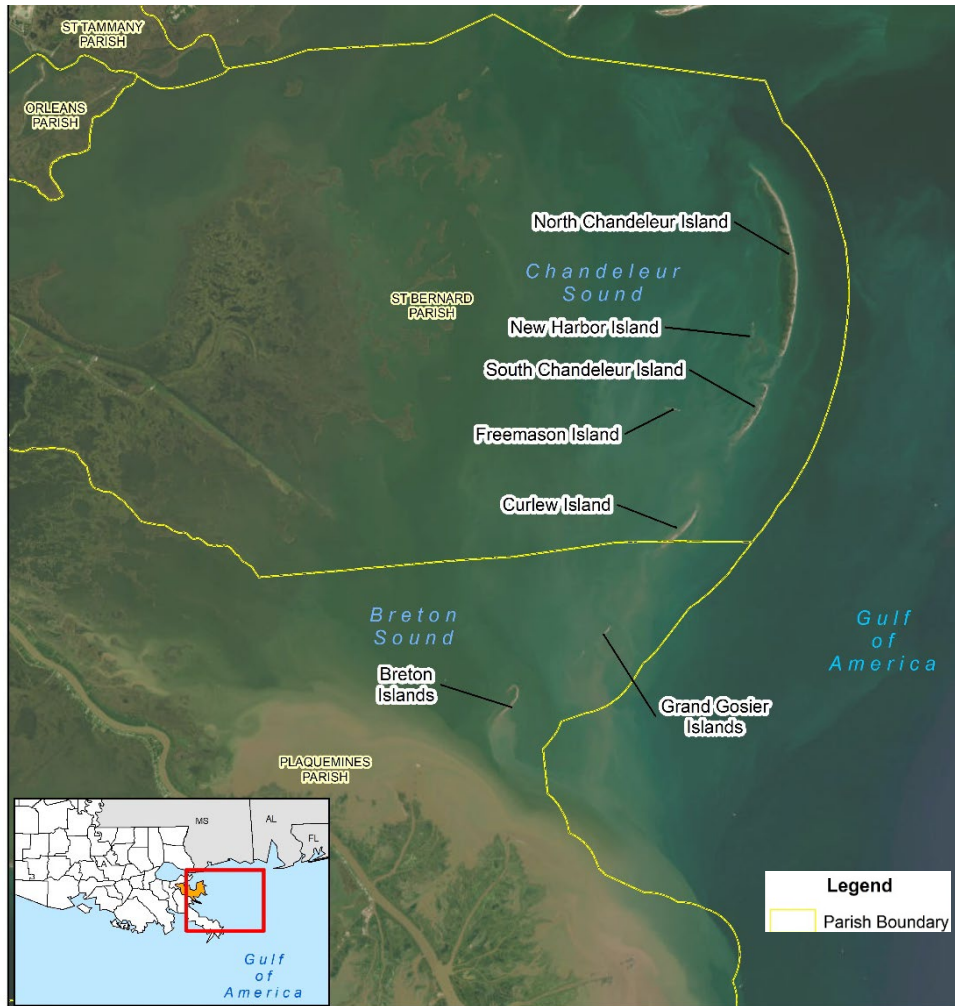 ST TAMMANY
PARISH
ORLEANS
PARISH
North Chandeleur Island
Chandeleur
Sound
ST BERNARD
PARISH
New Harbor Island
South Chandeleur Island
Freemason Island
Curlew Island
Breton
Sound
Gulf
of
America
Breton
Islands
Grand Gosier
Islands
PLAQUEMINES
PARISH
MS
AL
FL
LA
Gulf
of
America
Legend
Parish Boundary